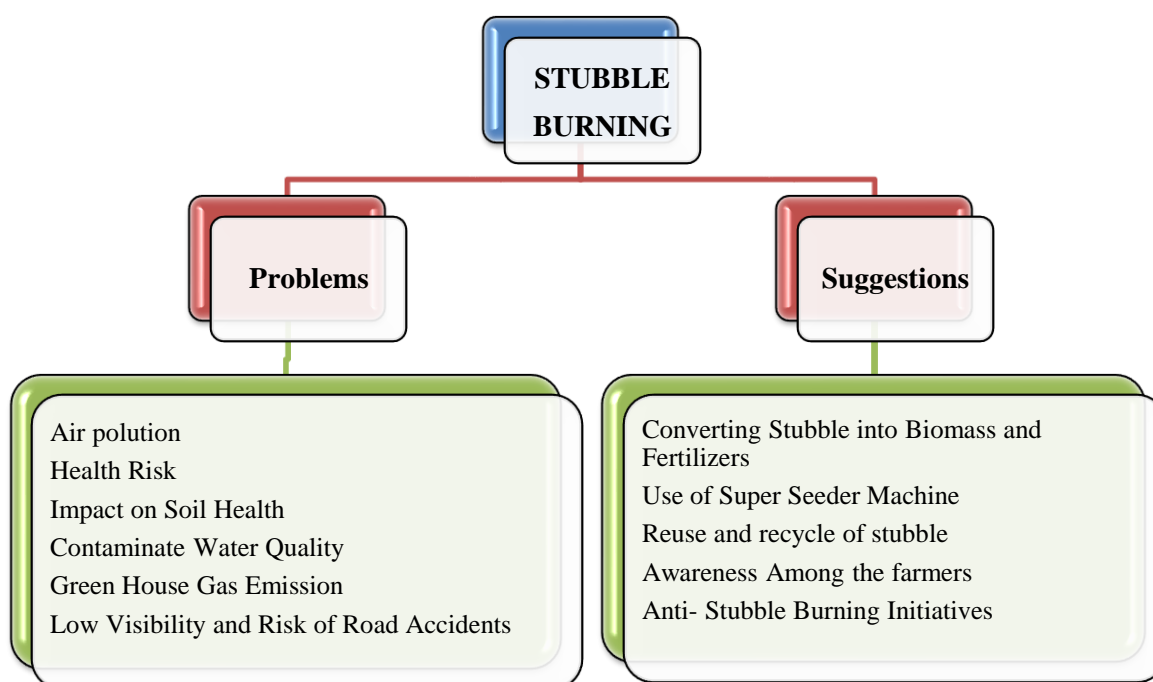 STUBBLE
BURNING
Problems
Suggestions
Air polution
Health Risk
Impact on Soil Health
Contaminate Water Quality
Green House Gas Emission
Low Visibility and Risk of Road Accidents
Converting Stubble into Biomass and
Fertilizers
Use of Super Seeder Machine
Reuse and recycle of stubble
Awareness Among the farmers
Anti- Stubble Burning Initiatives